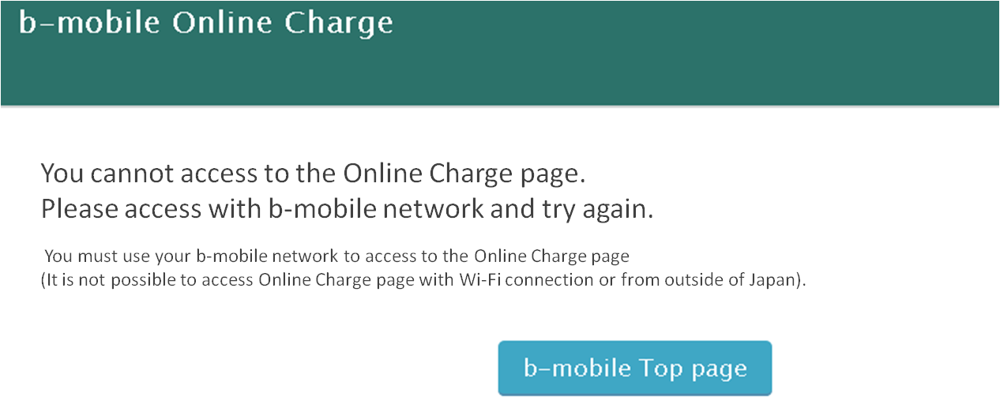 b-mobile Online Charge
You cannot access to the Online Charge page.
Please access with b-mobile network and try again.
You must use your b-mobile network to access to the Online Charge page
(It is not possible to access Online Charge page with Wi-Fi connection or from outside of Japan).
b-mobile Top page